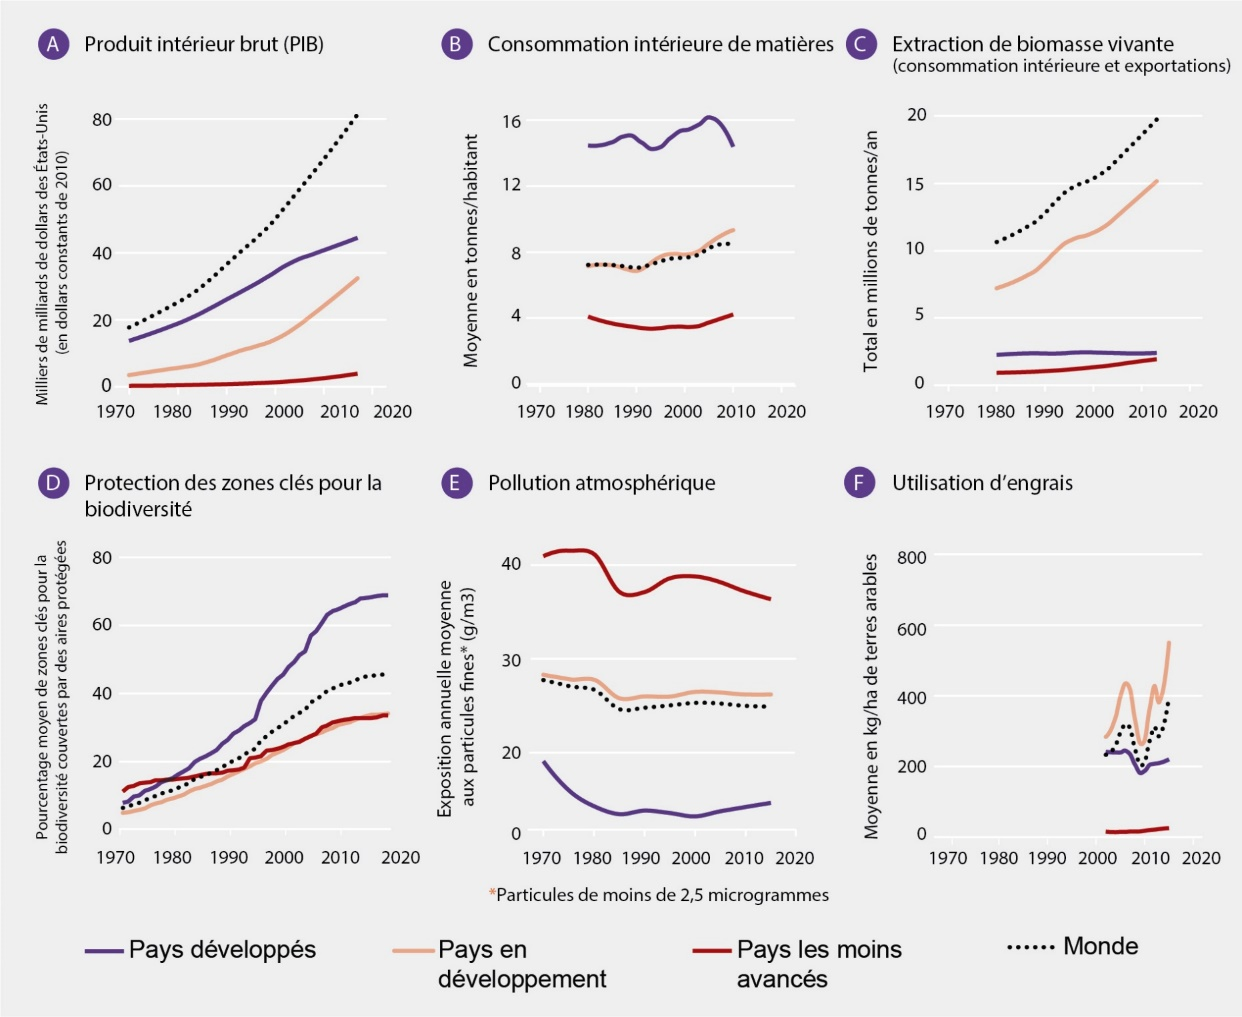 A Produit intérieur brut (PIB)
Milliers de milliards de dollars des États-Unis
(en dollars constants de 2010)
80
60
40
20
0
1970 1980 1990 2000 2010 2020
B Consommation intérieure de matières
Moyenne en tonnes/habitant
16
12
8
4
0
1970 1980 1990 2000 2010 2020
C Extraction de biomasse vivante
(consommation intérieure et exportations)
Total en millions de tonnes/an
20
15
10
5
0
1970 1980 1990 2000 2010 2020
D Protection des zones clés pour la
biodiversité
Pourcentage moyen de zones clés pour la
biodiversité couvertes par des aires protégées
80
60
40
20
0
1970 1980 1990 2000 2010 2020
E Pollution atmosphérique
Exposition annuelle moyenne
aux particules fines* (g/m3)
40
30
20
0
1970 1980 1990 2000 2010 2020
*Particules de moins de 2,5 microgrammes
F Utilisation d'engrais
Moyenne en kg/ha de terres arables
800
600
400
200
0
1970 1980 1990 2000 2010 2020
Pays développés
Pays en
développement
Pays les moins
avancés
Monde